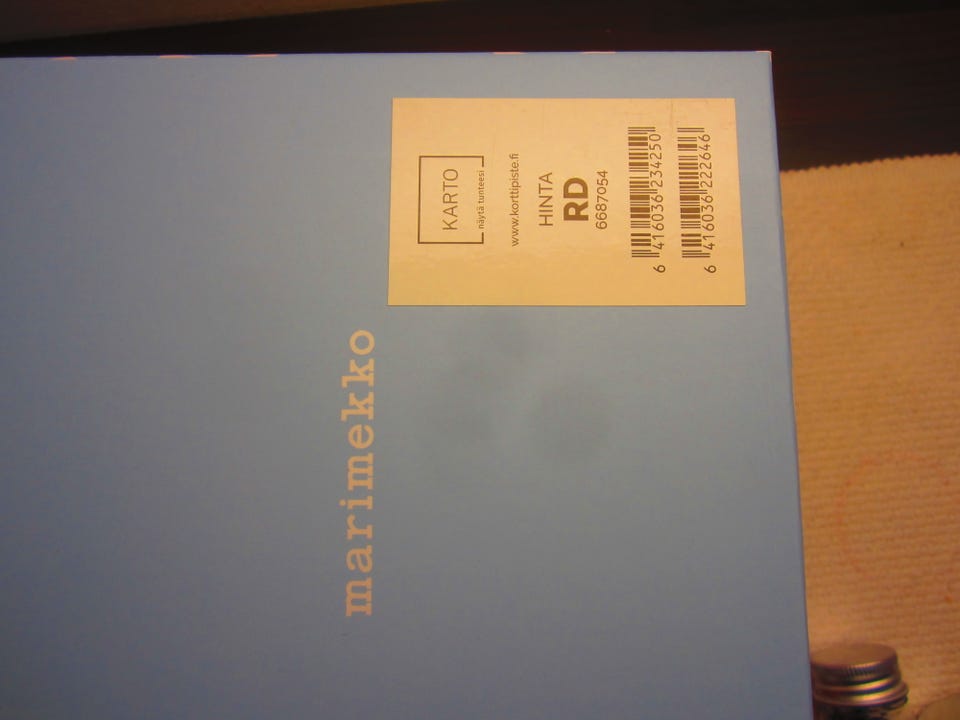 KARTO
näytä tunteesi
www.korttipiste.fi
HINTA
RD
6687054
6 416036 234250
6 416036 222646
marimekko